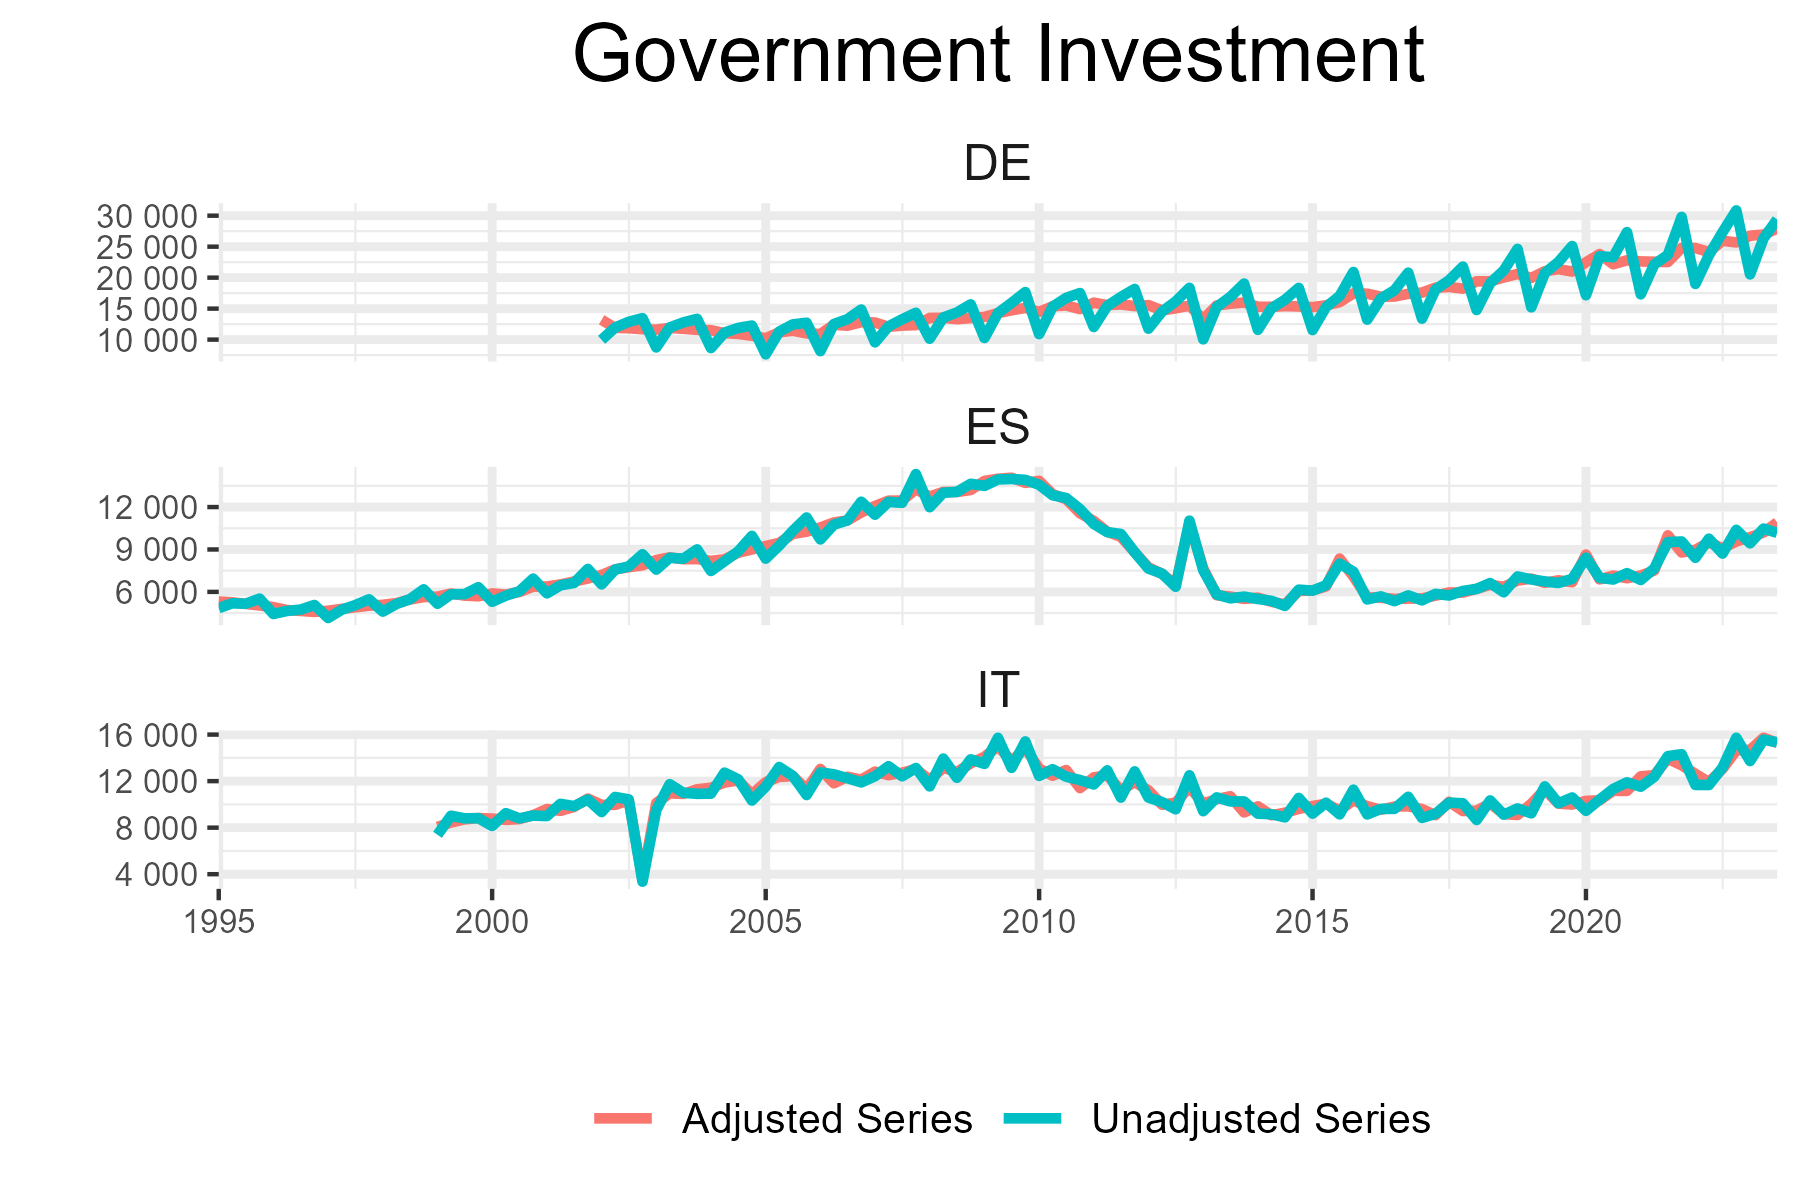 Government Investment
DE
30 000
25 000
20 000
15 000
10 000
ES
12 000
9 000
6 000
IT
16 000
12 000
8 000
4 000
1995 2000 2005 2010 2015 2020
Adjusted Series Unadjusted Series